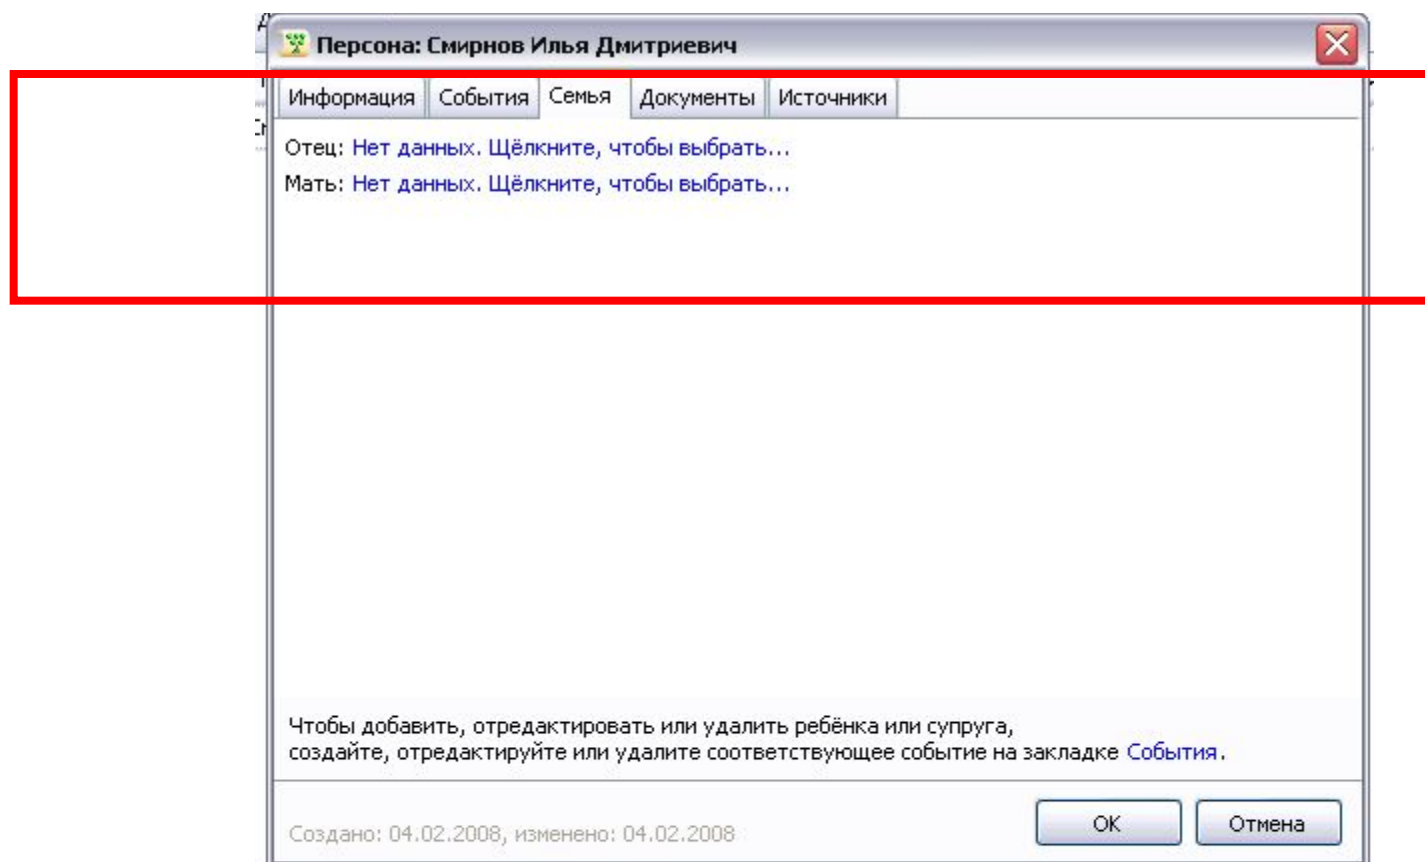 Персона: Смирнов Илья Дмитриевич
Информация События Семья Документы Источники
Отец: Нет данных. Щёлкните, чтобы выбрать...
Мать: Нет данных. Щёлкните, чтобы выбрать...
Чтобы добавить, отредактировать или удалить ребёнка или супруга,
создайте, отредактируйте или удалите соответствующее событие на закладке События.
Создано: 04.02.2008, изменено: 04.02.2008
ОК Отмена